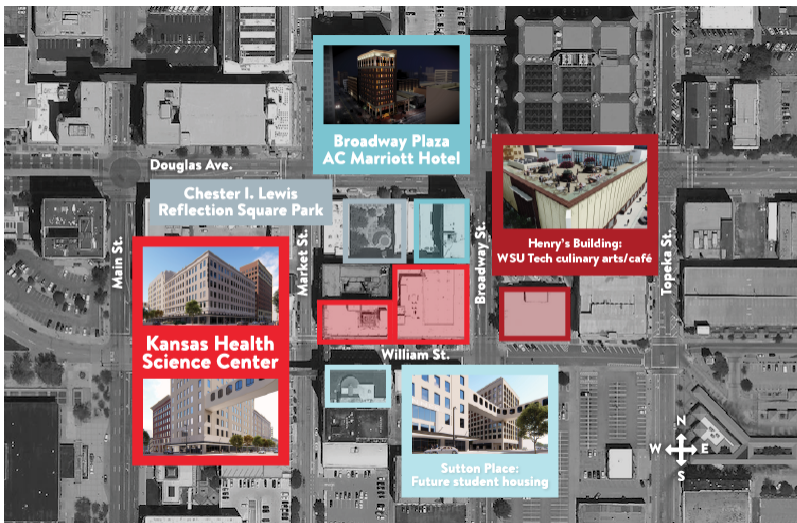 Broadway Plaza
AC Marriott Hotel
Douglas Ave.
Chester I. Lewis
Reflection Square Park
Henry's Building:
WSU Tech culinary arts/café
Main St.
Market St.
Broadway St.
Topeka St.
Kansas Health
Science Center
William St.
Sutton Place:
Future student housing
N
W
E
S